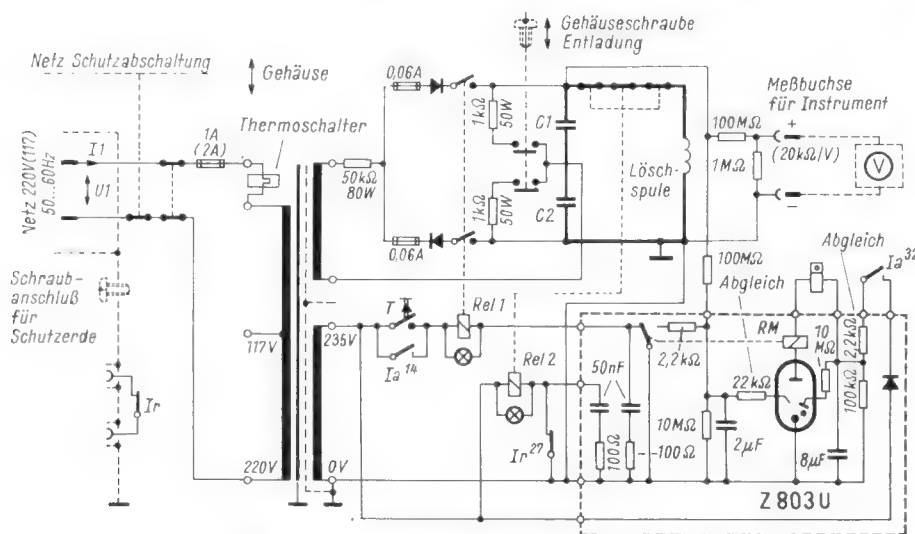 Gehäuseschraube
Entladung
Netz Schutzabschaltung
Gehäuse
0,06A
Meßbuchse
für Instrument
1A
(2A)
Thermoschalter
1kΩ
50W
C1
100MΩ
+
(20kΩ/V)
V
Netz 220V(117)
50...60Hz
I1
U1
50kΩ
80W
Lösch-
spule
1MΩ
1kΩ
50W
C2
−
0,06A
Abgleich
Ia³²
100MΩ
Abgleich
Schraub-
anschluß
für
Schutzerde
T
Rel 1
117V
235V
RM
10
MΩ
2,2kΩ
2,2kΩ
Ia¹⁴
Rel 2
50nF
22kΩ
100kΩ
Ir
10MΩ
2µF
100Ω
100Ω
8µF
Ir²⁷
220V
0V
Z803U